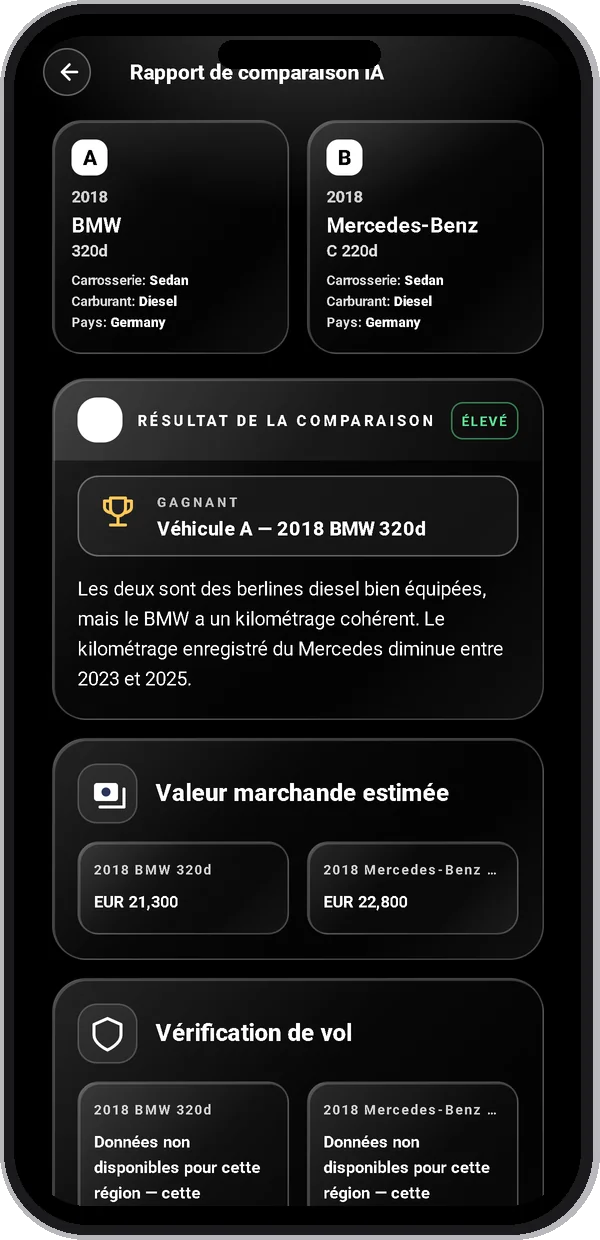 Rapport de comparaison IA
A
2018
BMW
320d
Carrosserie: Sedan
Carburant: Diesel
Pays: Germany
B
2018
Mercedes-Benz
C 220d
Carrosserie: Sedan
Carburant: Diesel
Pays: Germany
RÉSULTAT DE LA COMPARAISON
ÉLEVÉ
GAGNANT
Véhicule A — 2018 BMW 320d
Les deux sont des berlines diesel bien équipées,
mais le BMW a un kilométrage cohérent. Le
kilométrage enregistré du Mercedes diminue entre
2023 et 2025.
Valeur marchande estimée
2018 BMW 320d
EUR 21,300
2018 Mercedes-Benz ...
EUR 22,800
Vérification de vol
2018 BMW 320d
Données non
disponibles pour cette
région — cette
2018 Mercedes-Benz ...
Données non
disponibles pour cette
région — cette